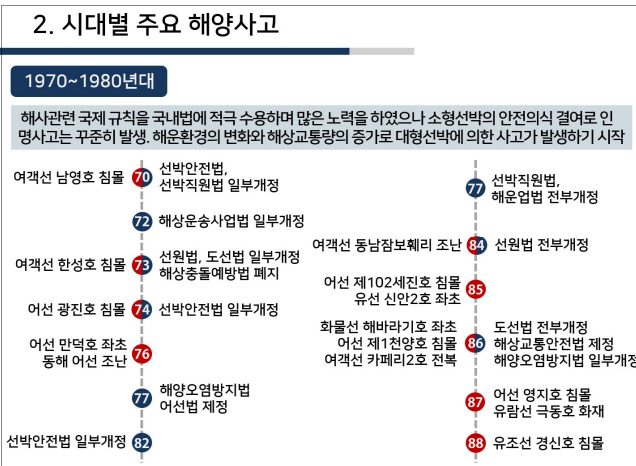 2. 시대별 주요 해양사고
1970~1980년대
해사관련 국제 규칙을 국내법에 적극 수용하며 많은 노력을 하였으나 소형선박의 안전의식 결여로 인
명사고는 꾸준히 발생. 해운환경의 변화와 해상교통량의 증가로 대형선박에 의한 사고가 발생하기 시작
여객선 남영호 침몰
70
선박안전법,
선박직원법 일부개정
72
해상운송사업법 일부개정
여객선 한성호 침몰
73
선원법, 도선법 일부개정
해상충돌예방법 폐지
어선 광진호 침몰
74
선박안전법 일부개정
어선 만덕호 좌초
동해 어선 조난
76
77
해양오염방지법
어선법 제정
선박안전법 일부개정
82
77
선박직원법,
해운업법 전부개정
여객선 동남잠보훼리 조난
84
선원법 전부개정
어선 제102세진호 침몰
유선 신안2호 좌초
85
화물선 해바라기호 좌초
어선 제1천양호 침몰
여객선 카페리2호 전복
86
도선법 전부개정
해상교통안전법 제정
해양오염방지법 일부개정
87
어선 영지호 침몰
유람선 극동호 화재
88
유조선 경신호 침몰